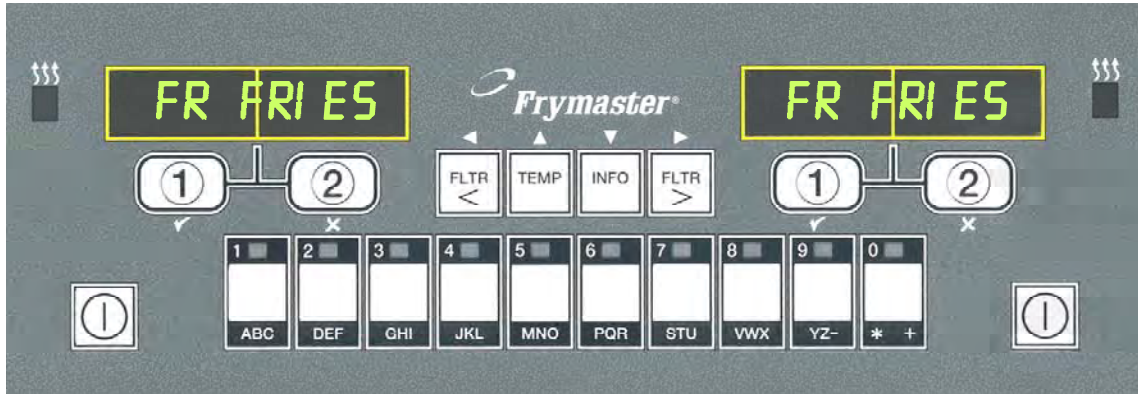 FR FRIES
Frymaster®
FR FRIES
1 2
FLTR < TEMP INFO FLTR >
1 2
1 2 3 4 5 6 7 8 9 0
ABC DEF GHI JKL MNO PQR STU VWX YZ- * +